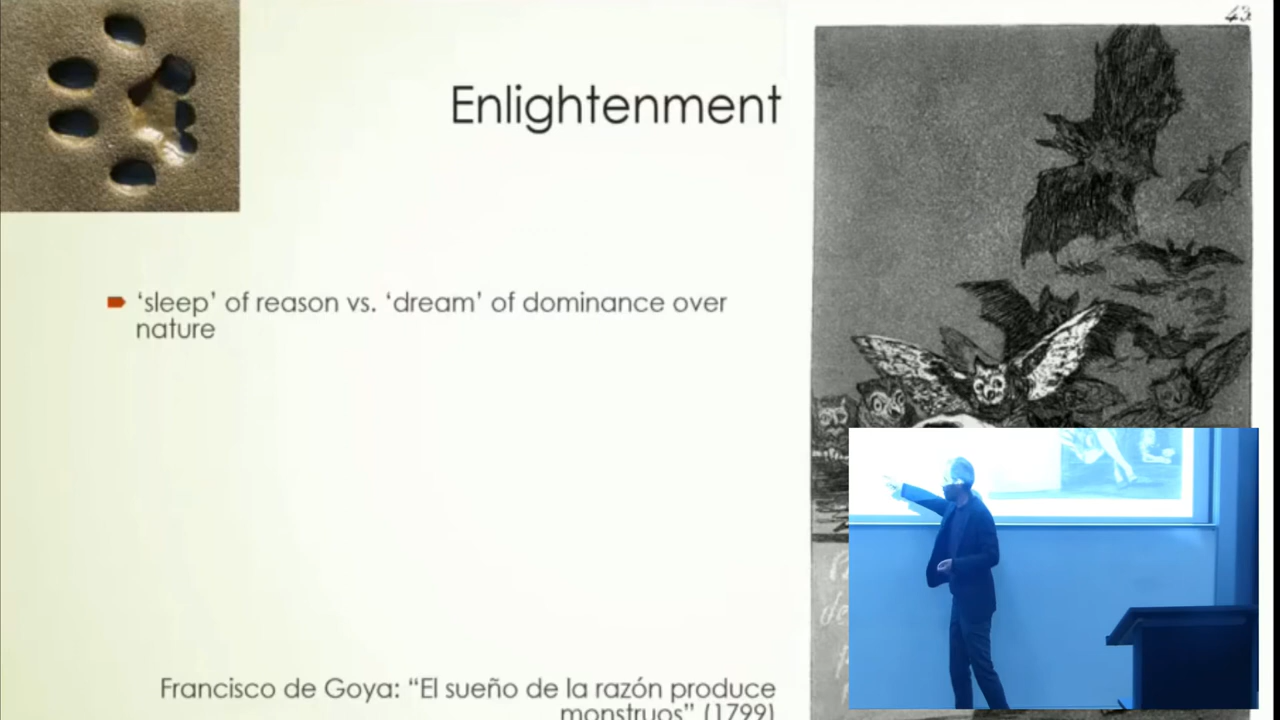 43
Enlightenment
‘sleep’ of reason vs. ‘dream’ of dominance over
nature
Francisco de Goya: “El sueño de la razón produce
monstruos” (1799)